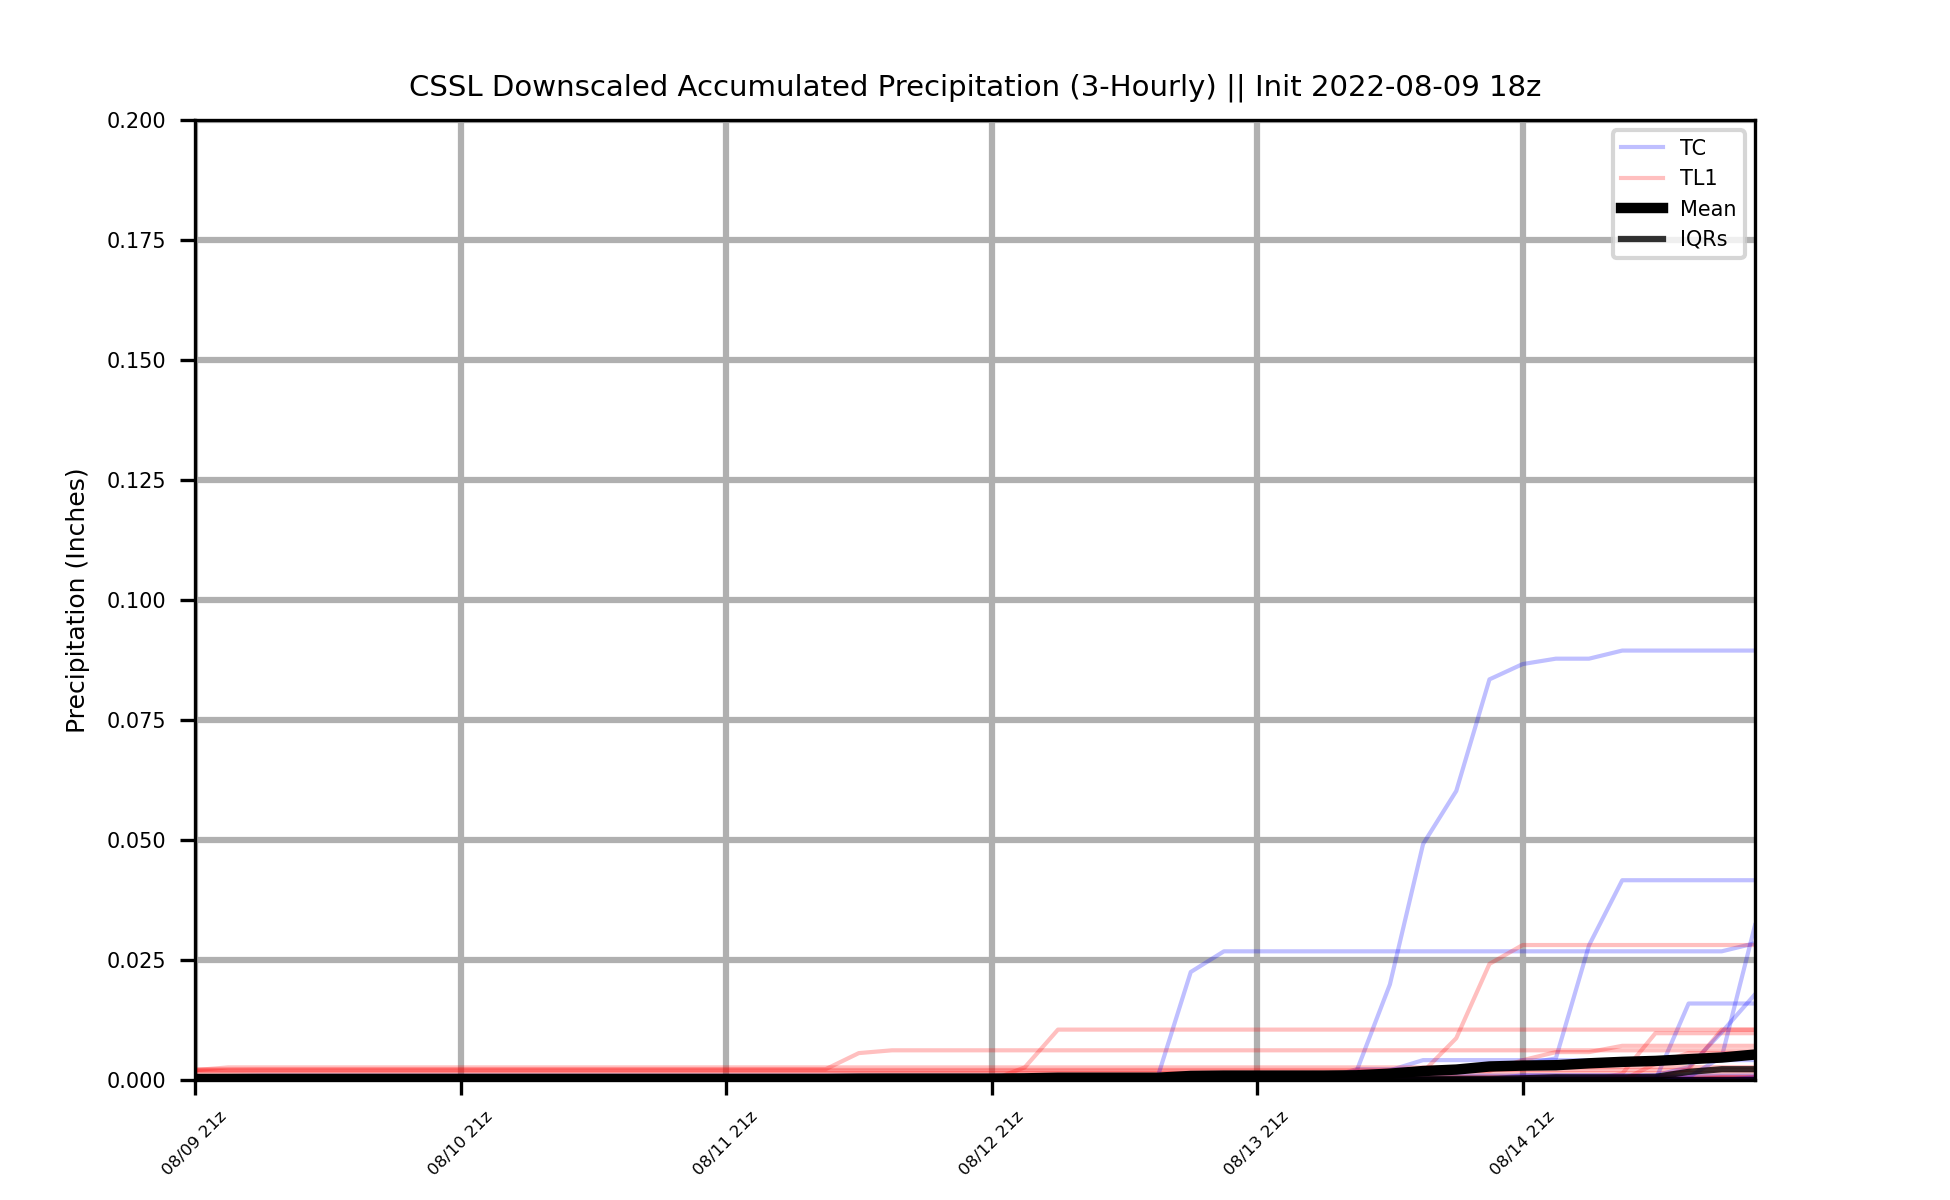 CSSL Downscaled Accumulated Precipitation (3-Hourly) || Init 2022-08-09 18z
TC
TL1
Mean
IQRs
Precipitation (Inches)
0.200
0.175
0.150
0.125
0.100
0.075
0.050
0.025
0.000
08/09 21z
08/10 21z
08/11 21z
08/12 21z
08/13 21z
08/14 21z